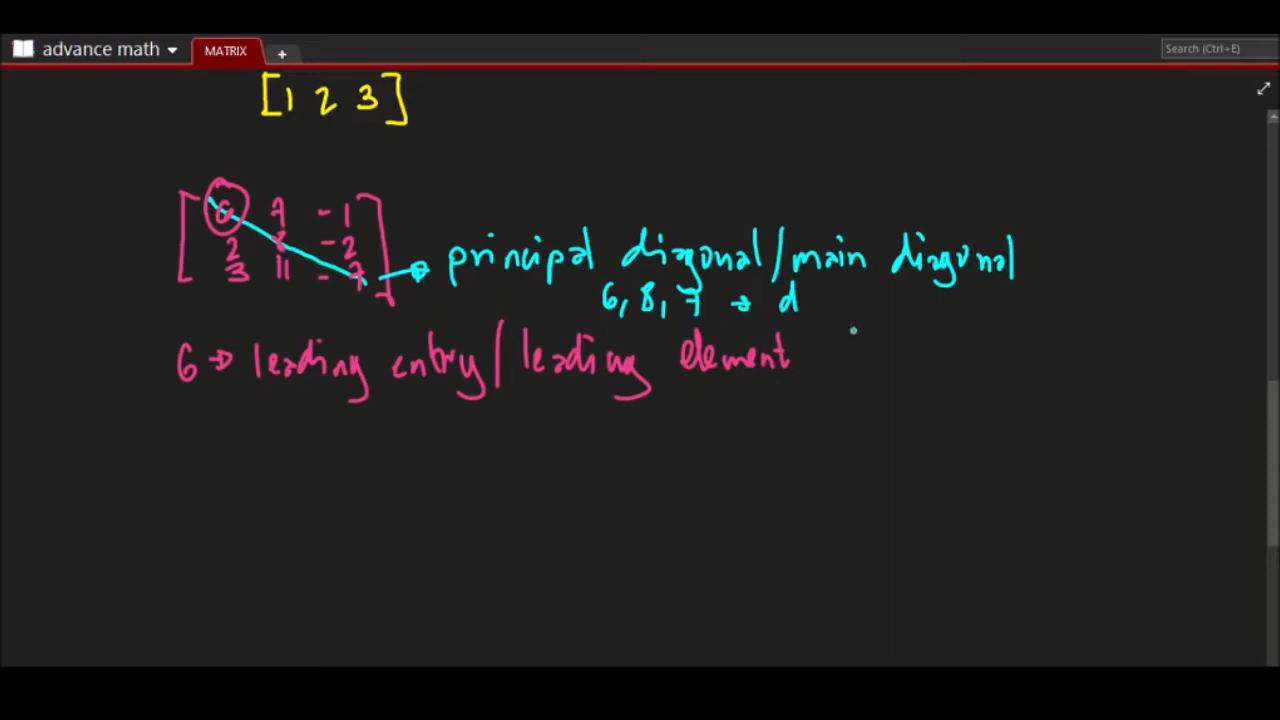 advance math MATRIX + Search (Ctrl+E)
[1 2 3]
6 7 -1
2 8 -2
3 11 -7
principal diagonal/main diagonal
6, 8, 7 → d
6 → leading entry/leading element